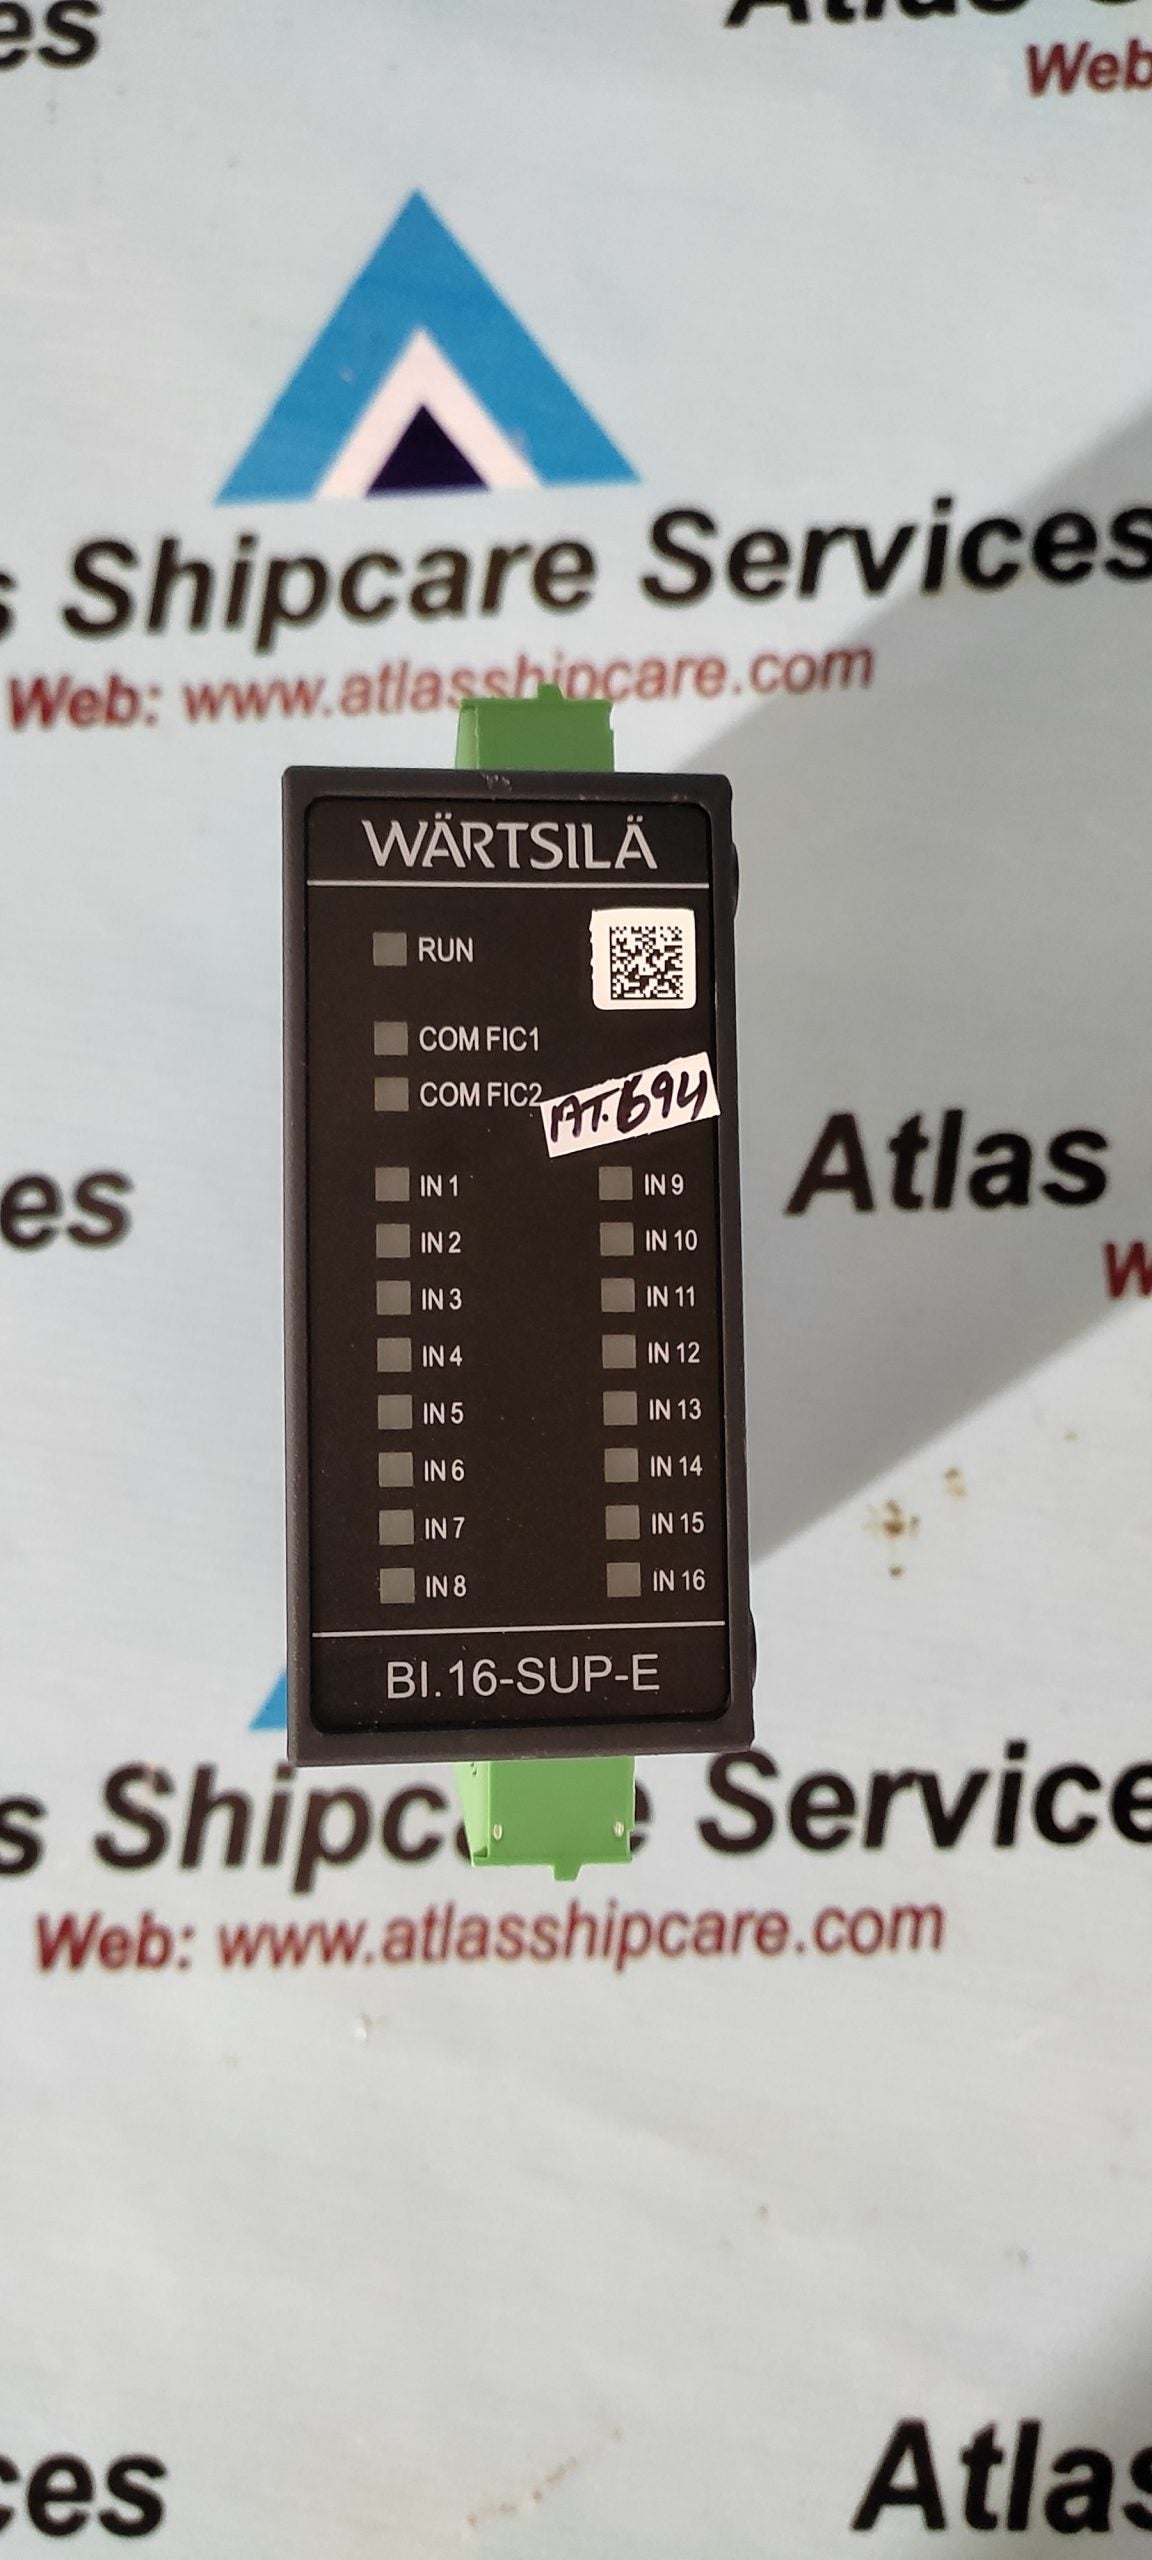 es
Atlas
Web
s Shipcare Services
Web: www.atlasshipcare.com
WÄRTSILÄ
RUN
COM FIC1
COM FIC2
AT.694
IN 1 IN 9
IN 2 IN 10
IN 3 IN 11
IN 4 IN 12
IN 5 IN 13
IN 6 IN 14
IN 7 IN 15
IN 8 IN 16
BI.16-SUP-E
es
Atlas
W
s Shipc e Service
Web: www.atlasshipcare.com
ces
Atlas